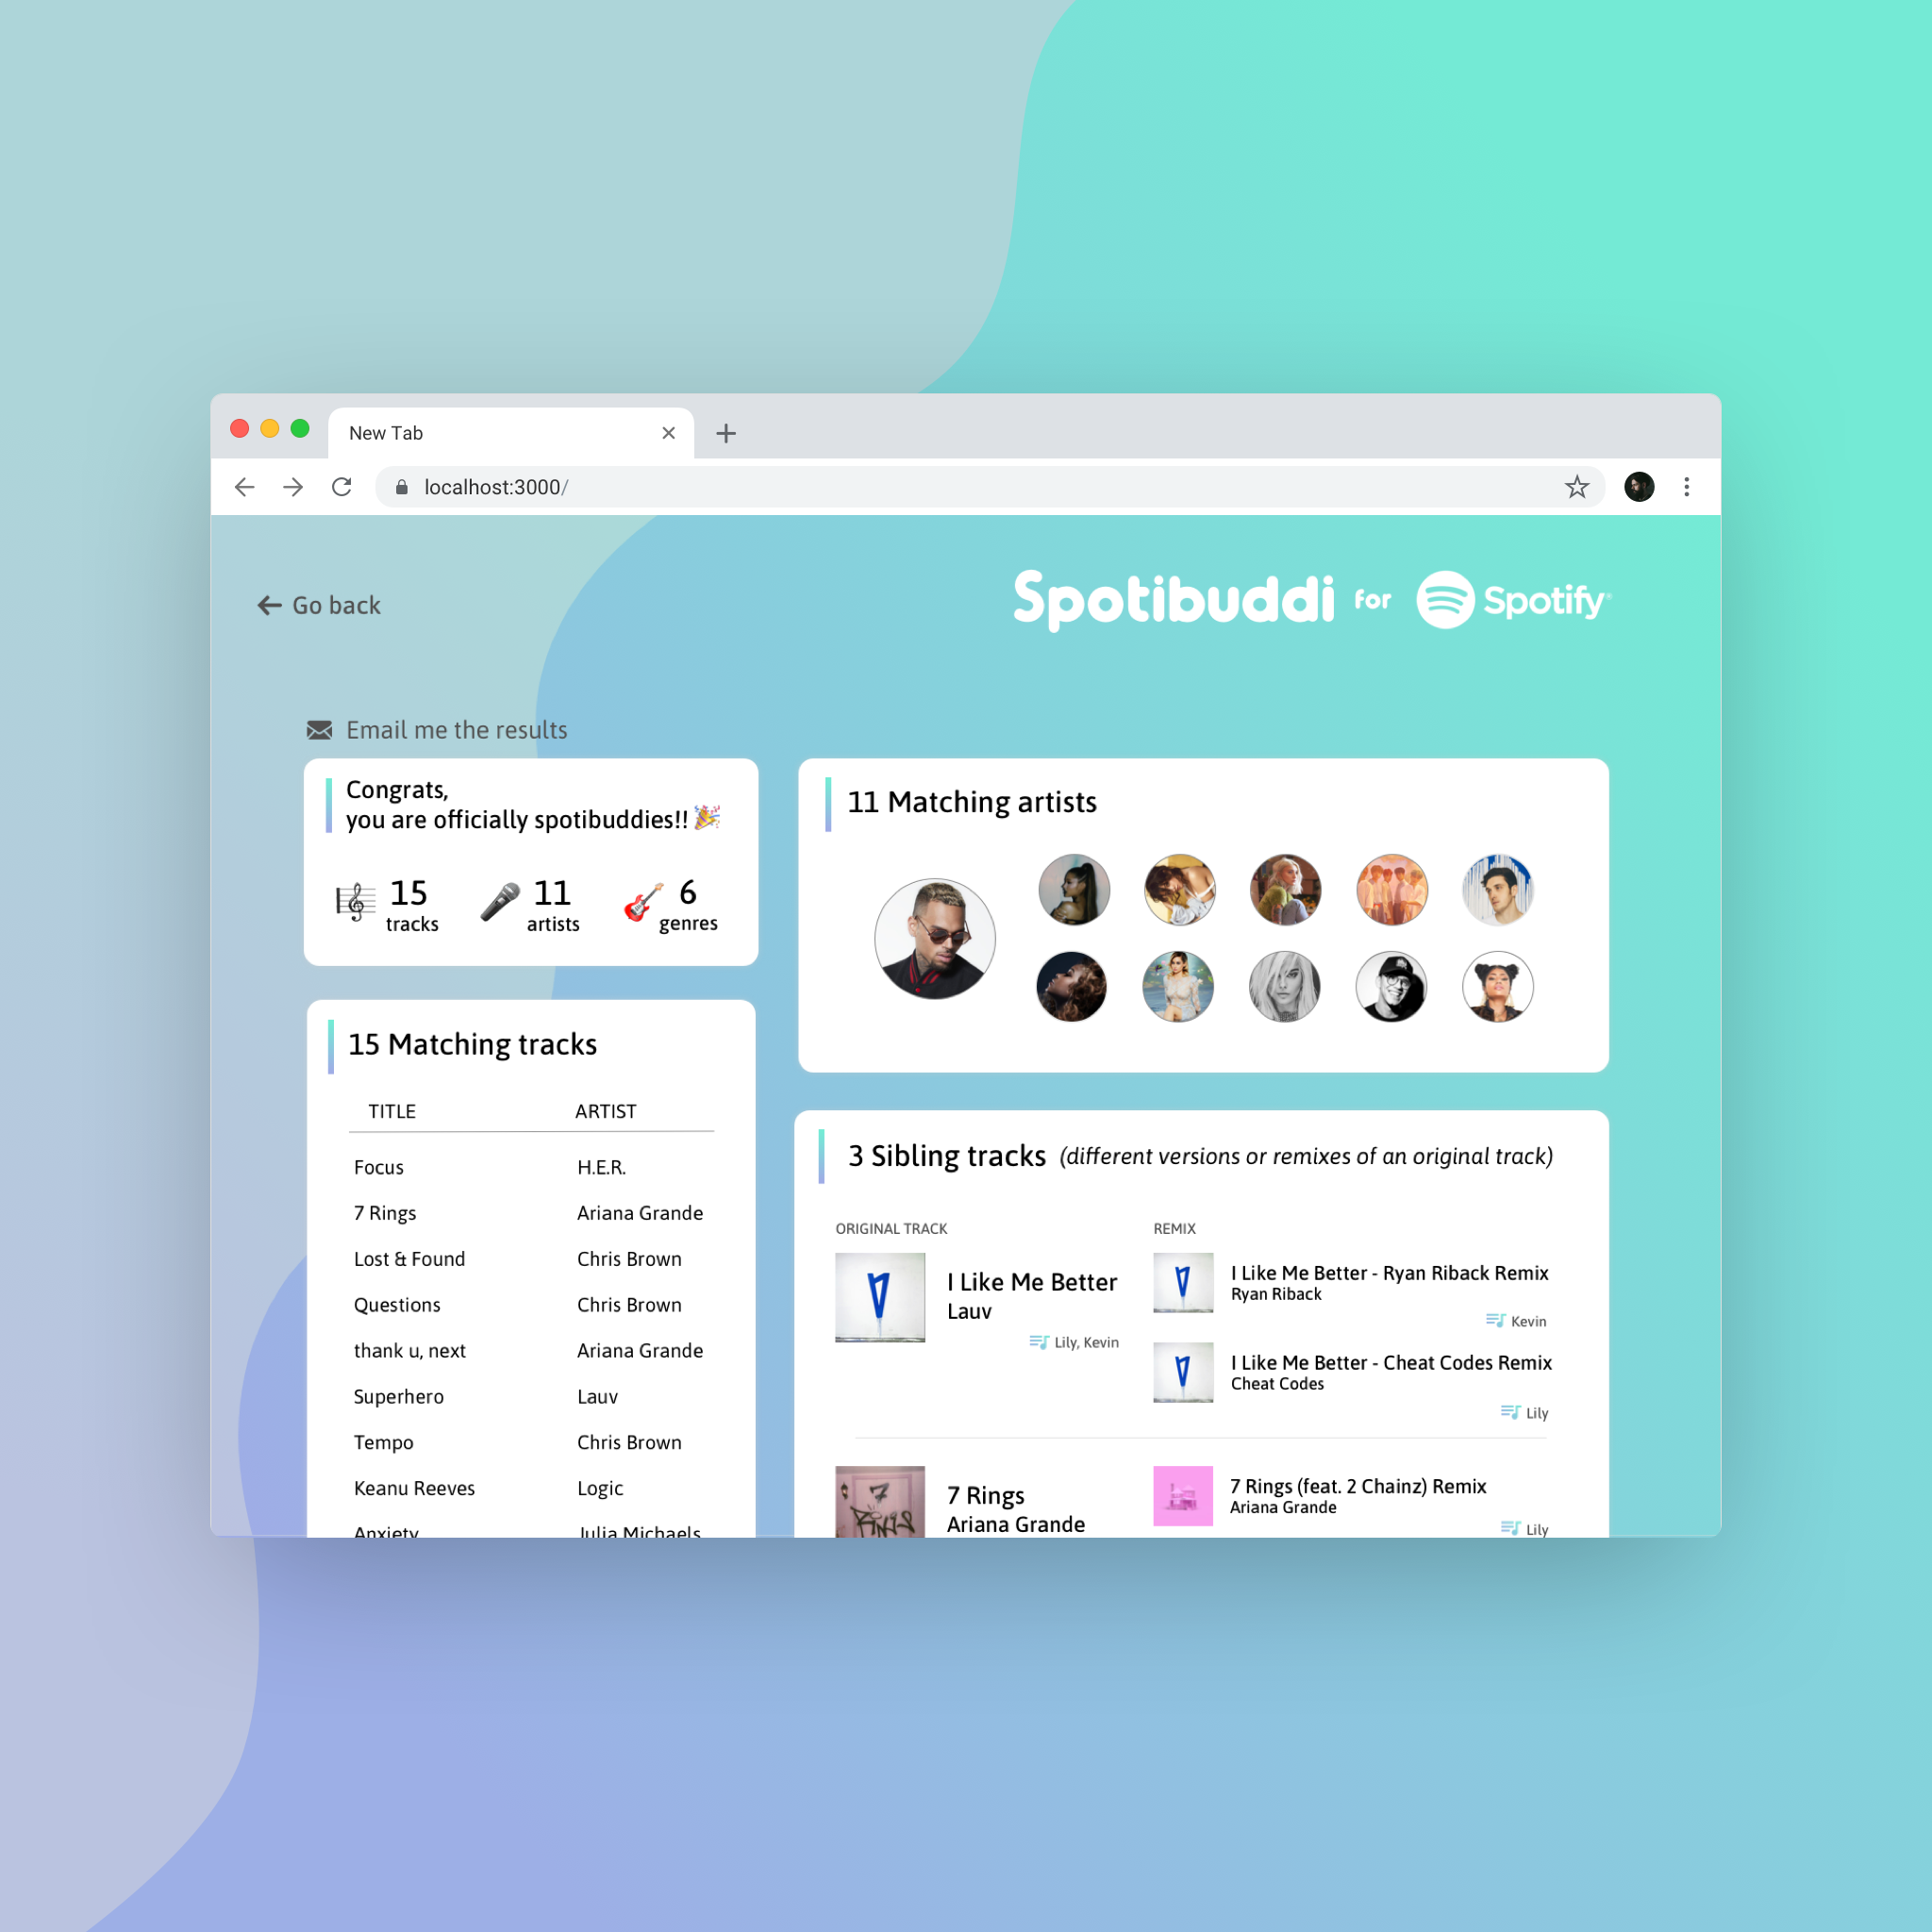 New Tab
localhost:3000/
Go back
Spotibuddi for Spotify®
Email me the results
Congrats,
you are officially spotibuddies!! 🎉
15 tracks
11 artists
6 genres
11 Matching artists
15 Matching tracks
TITLE ARTIST
Focus H.E.R.
7 Rings Ariana Grande
Lost & Found Chris Brown
Questions Chris Brown
thank u, next Ariana Grande
Superhero Lauv
Tempo Chris Brown
Keanu Reeves Logic
Anxiety Julia Michaels
3 Sibling tracks (different versions or remixes of an original track)
ORIGINAL TRACK
I Like Me Better
Lauv
Lily, Kevin
REMIX
I Like Me Better - Ryan Riback Remix
Ryan Riback
Kevin
I Like Me Better - Cheat Codes Remix
Cheat Codes
Lily
7 RINGS
7 Rings
Ariana Grande
7 Rings (feat. 2 Chainz) Remix
Ariana Grande
Lily